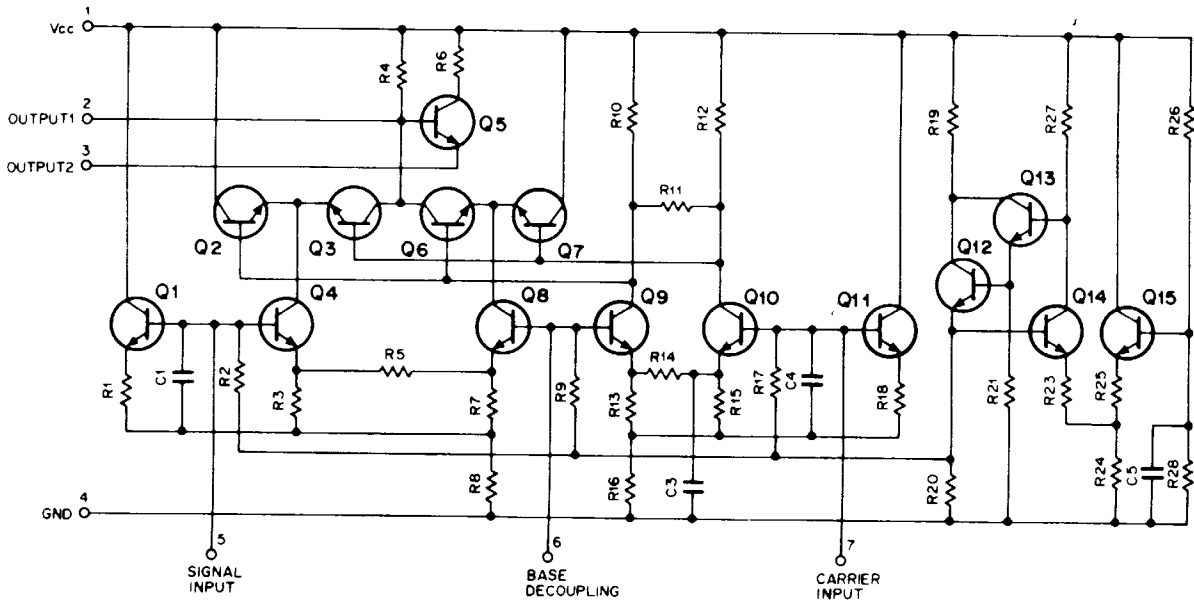 1
Vcc
R4
R6
2
OUTPUT1
Q5
3
OUTPUT2
R10
R12
R19
R27
R26
R11
Q13
Q2
Q3
Q6
Q7
Q12
Q1
Q4
Q8
Q9
Q10
Q11
Q14
Q15
R1
C1
R2
R3
R5
R7
R9
R14
R13
R15
R17
C4
R18
R21
R23
R25
R8
R16
C3
R20
R24
C5
R28
4
GND
5
SIGNAL
INPUT
6
BASE
DECOUPLING
7
CARRIER
INPUT